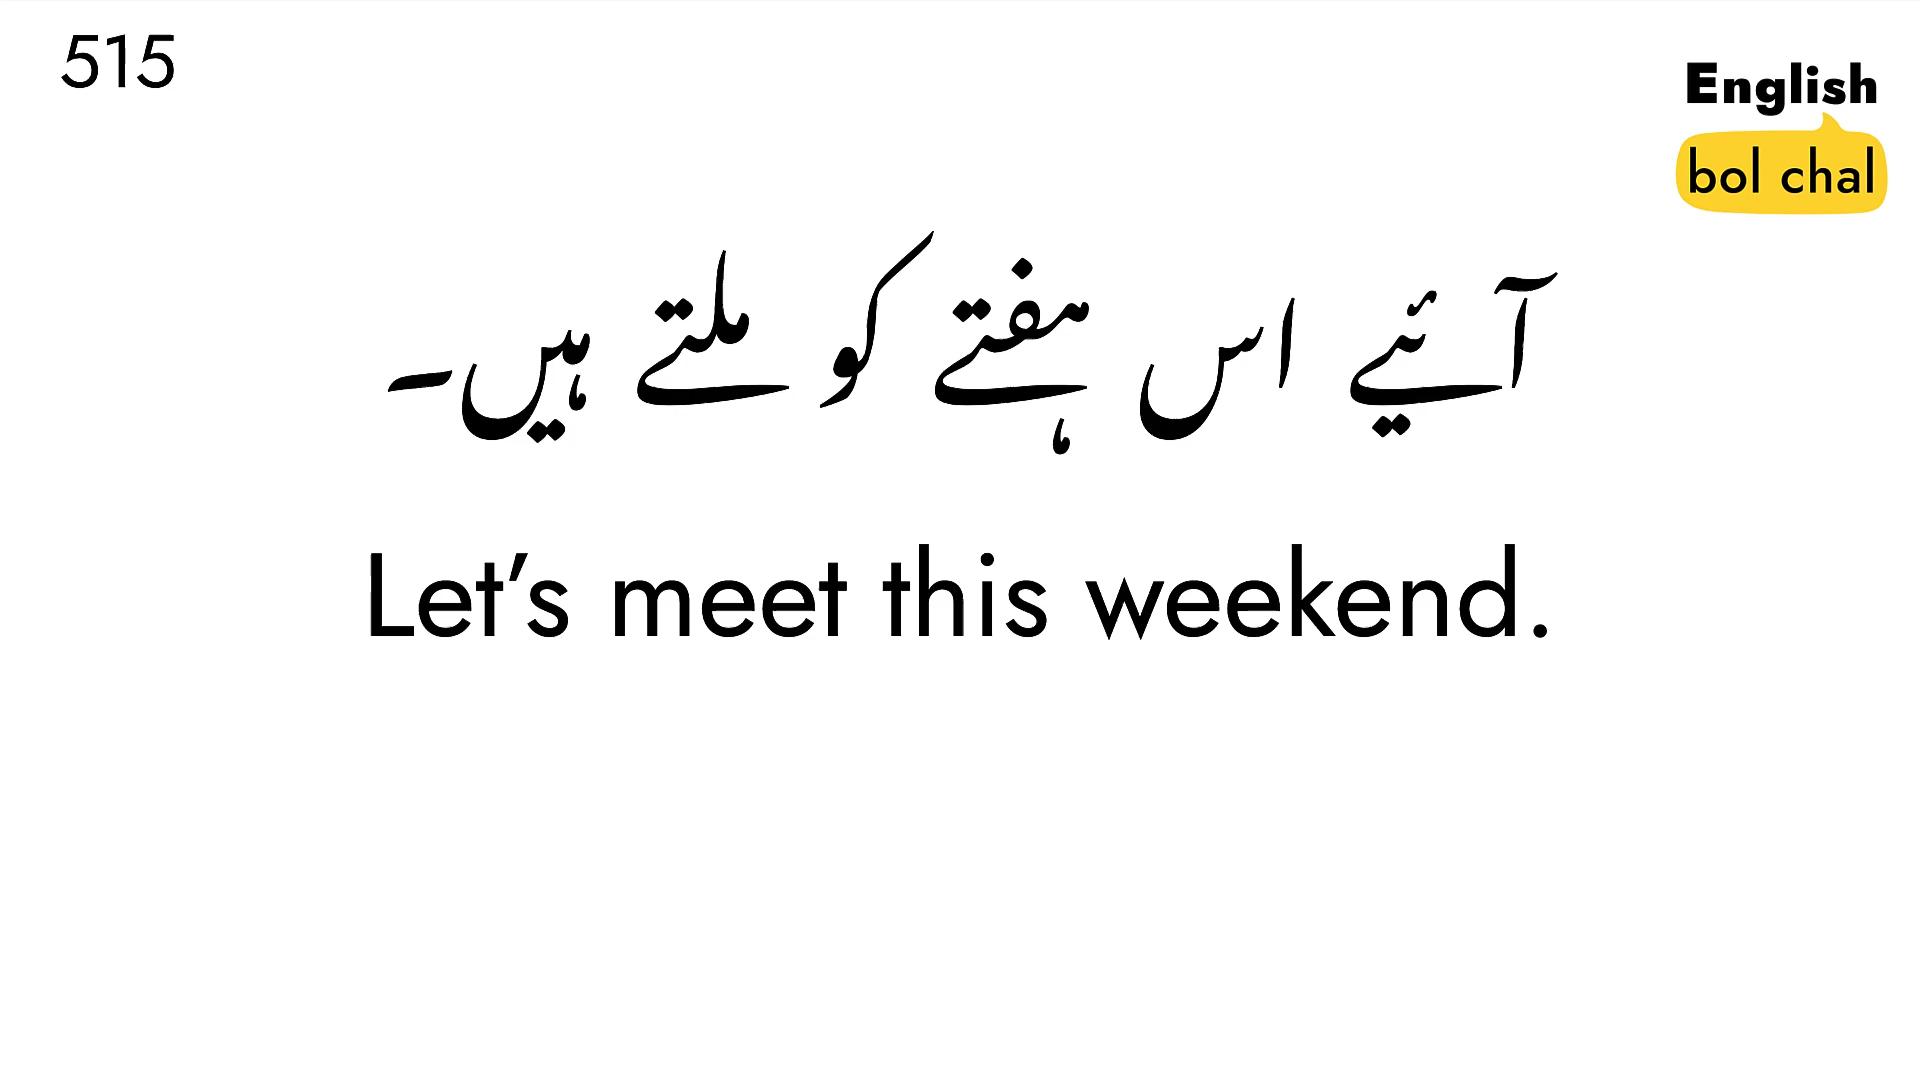 515
English
bol chal
آئیے اس ہفتے کو ملتے ہیں۔
Let's meet this weekend.